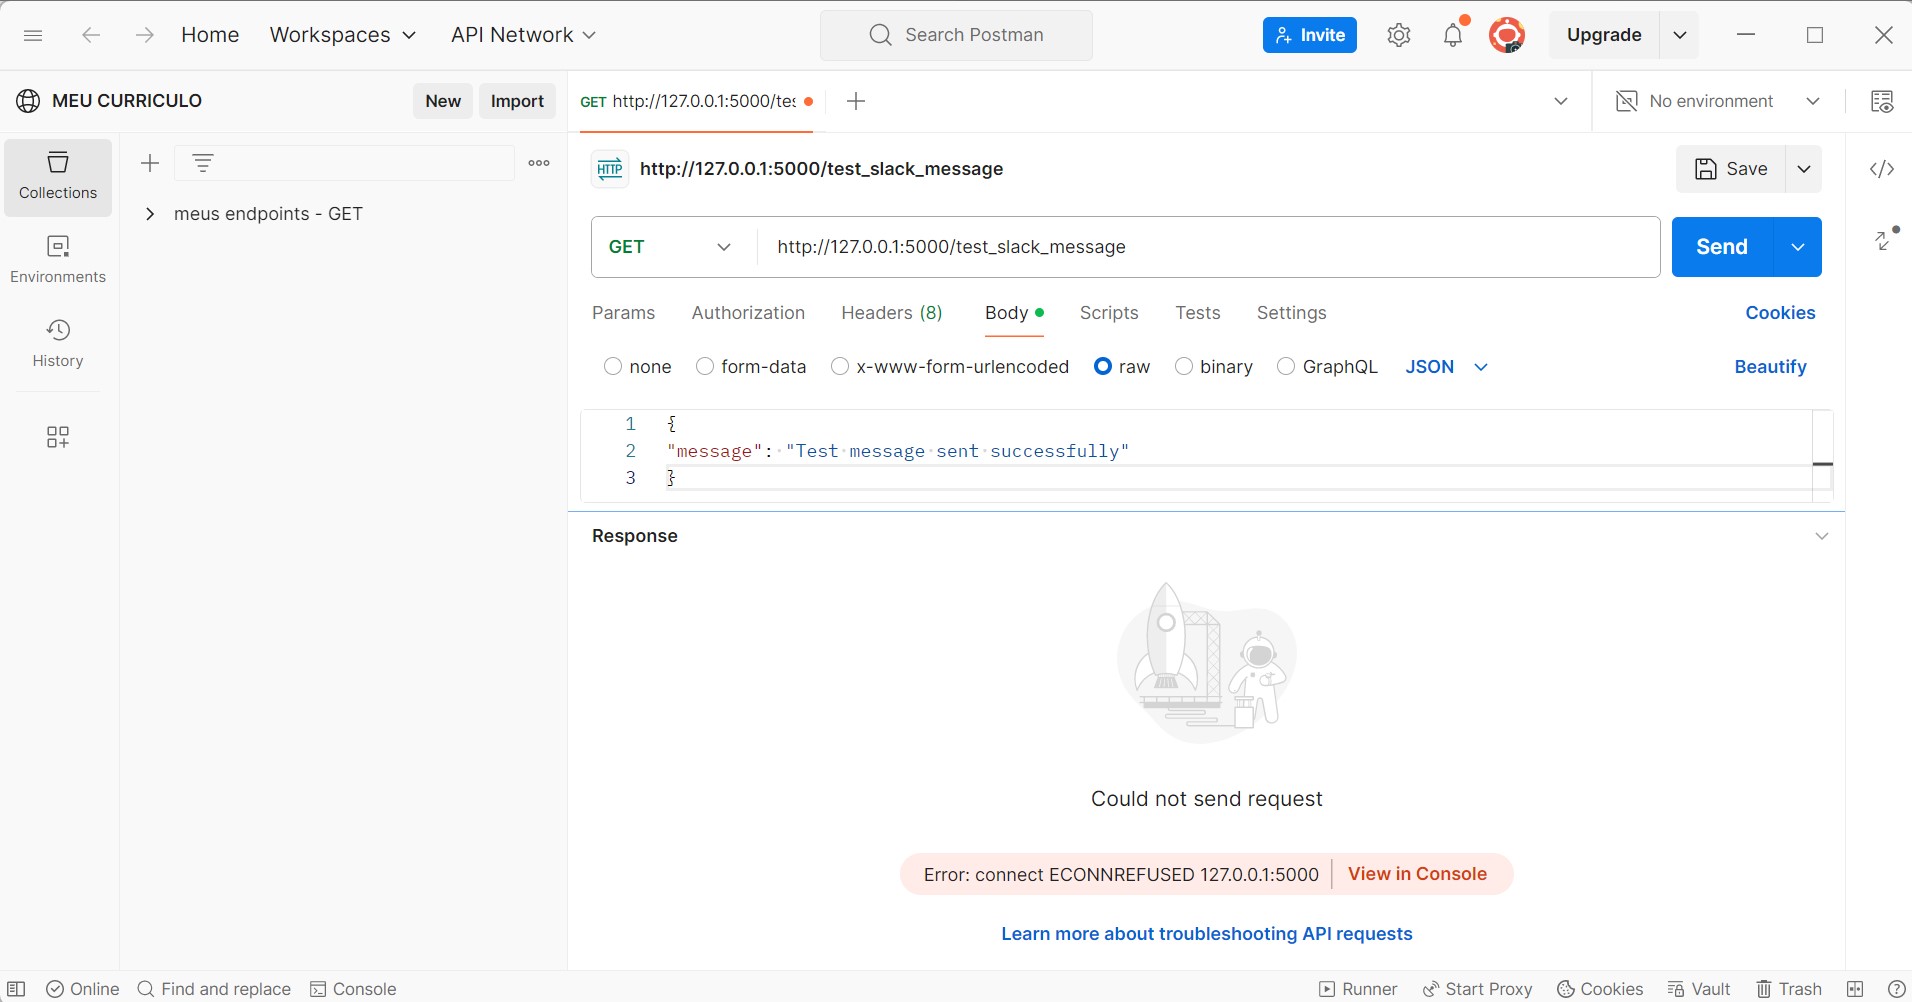 Home Workspaces API Network Search Postman Invite Upgrade
MEU CURRICULO New Import GET http://127.0.0.1:5000/tes No environment
Collections
Environments
History
meus endpoints - GET
HTTP http://127.0.0.1:5000/test_slack_message Save
GET http://127.0.0.1:5000/test_slack_message Send
Params Authorization Headers (8) Body Scripts Tests Settings Cookies
none form-data x-www-form-urlencoded raw binary GraphQL JSON Beautify
1 {
2 "message": "Test message sent successfully"
3 }
Response
Could not send request
Error: connect ECONNREFUSED 127.0.0.1:5000 View in Console
Learn more about troubleshooting API requests
Online Find and replace Console Runner Start Proxy Cookies Vault Trash